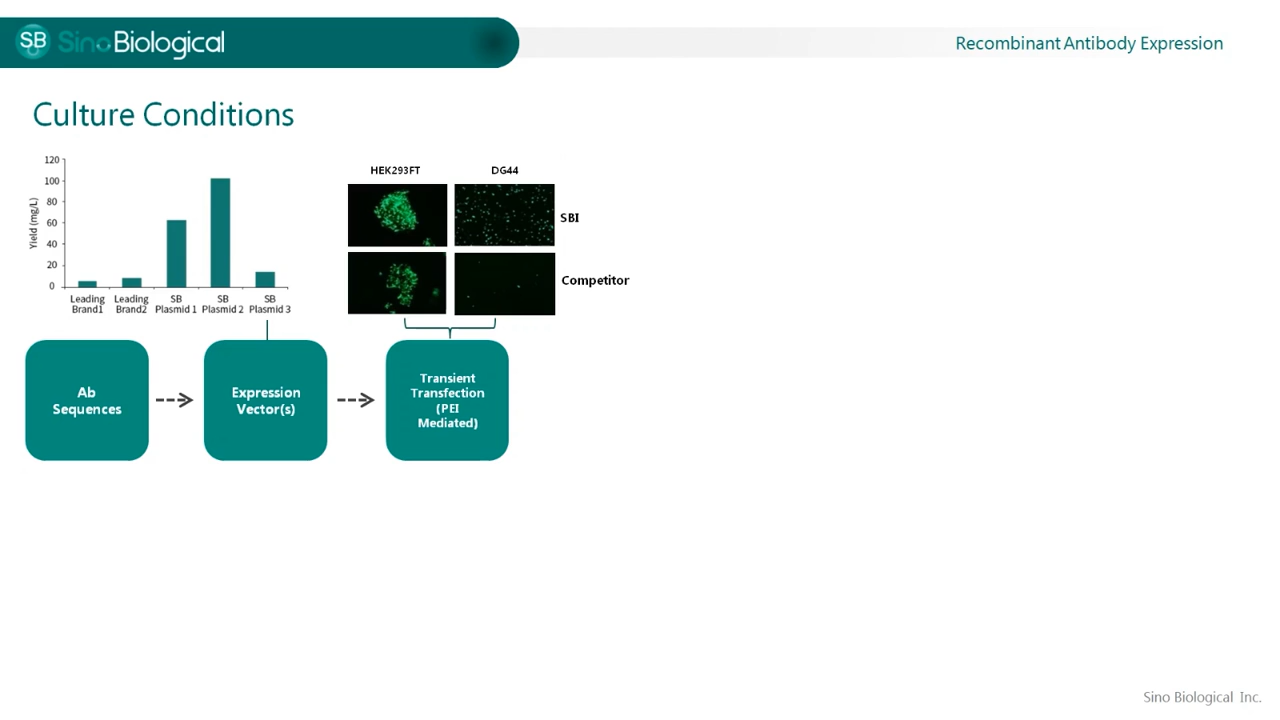 SB SinoBiological
Recombinant Antibody Expression
Culture Conditions
120
100
80
60
40
20
0
Yield (mg/L)
Leading Brand1
Leading Brand2
SB Plasmid 1
SB Plasmid 2
SB Plasmid 3
HEK293FT
DG44
SBI
Competitor
Ab
Sequences
Expression
Vector(s)
Transient
Transfection
(PEI
Mediated)
Sino Biological Inc.